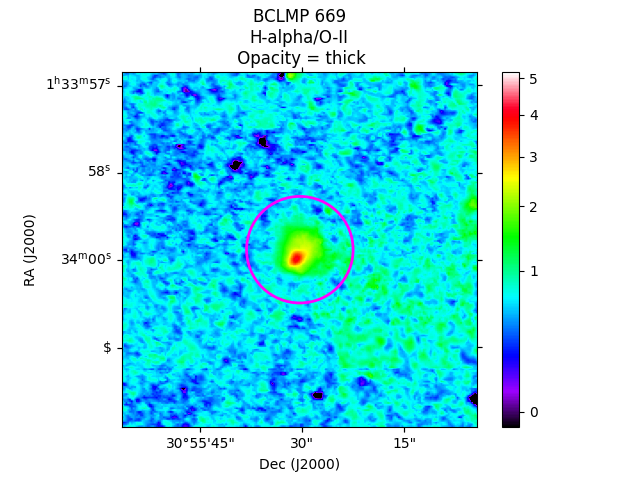 BCLMP 669
H-alpha/O-II
Opacity = thick
1ʰ33ᵐ57ˢ
58ˢ
34ᵐ00ˢ
$
RA (J2000)
30°55'45"
30"
15"
Dec (J2000)
5
4
3
2
1
0